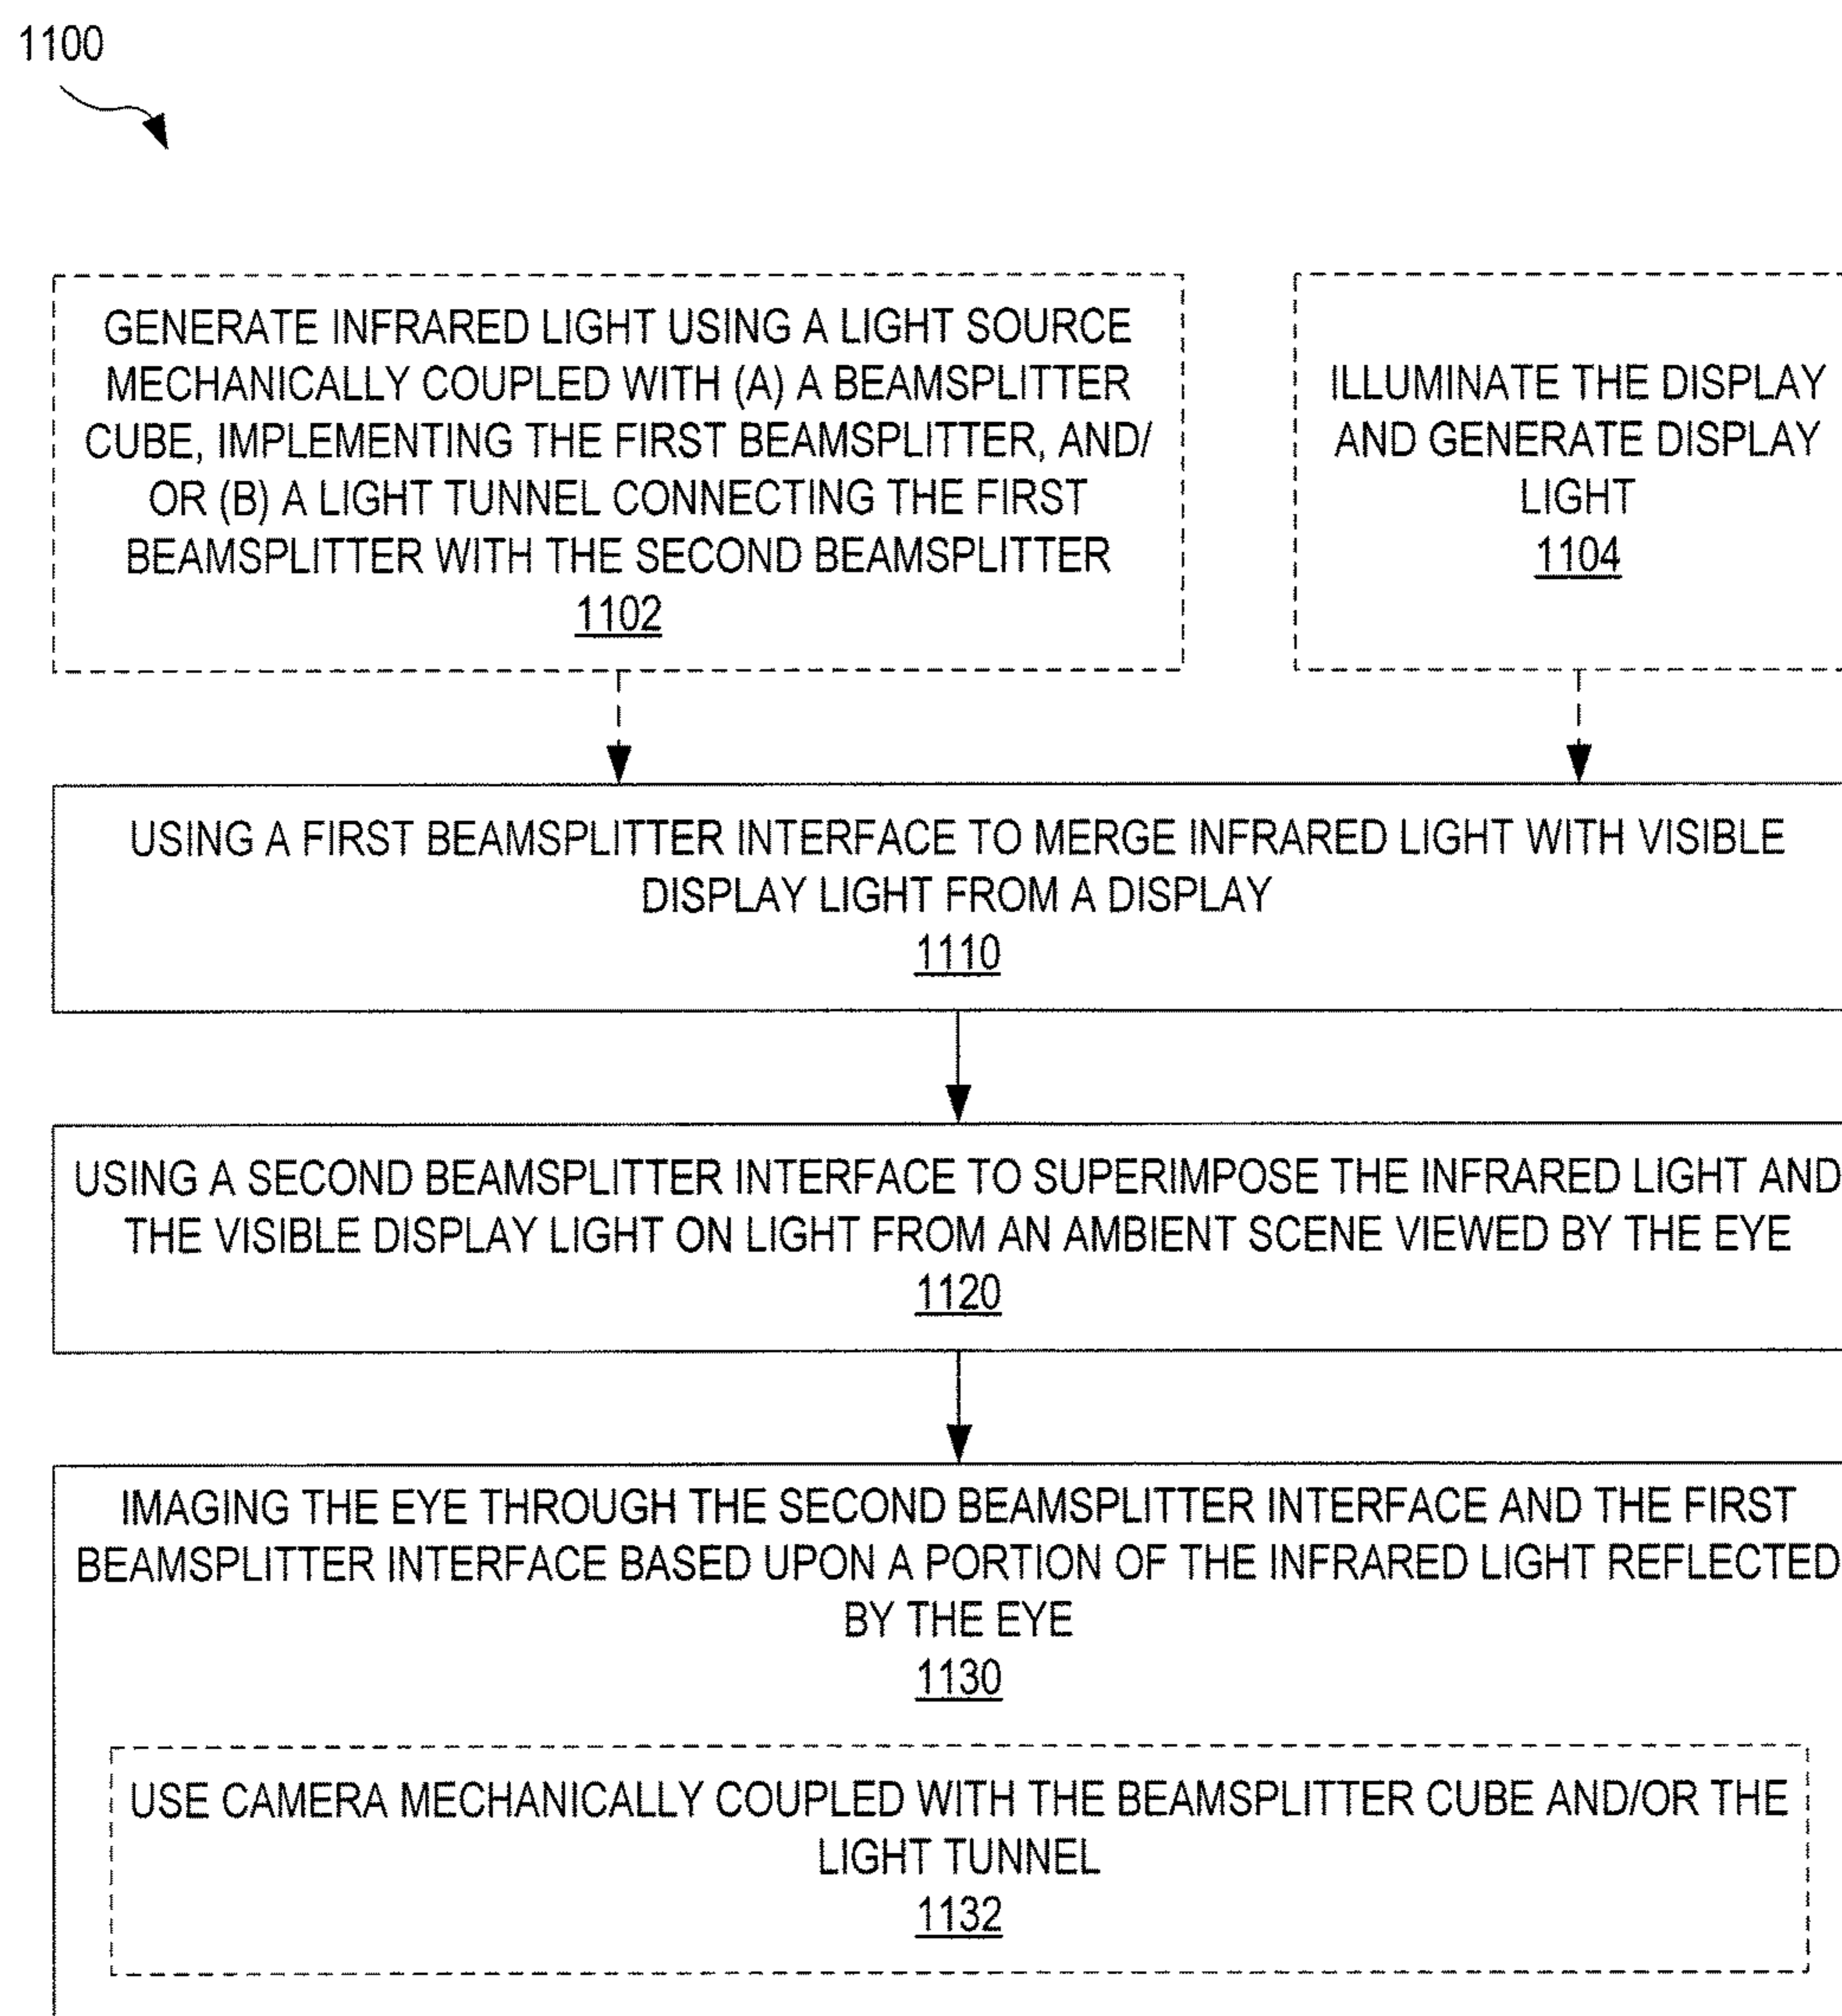 1100
GENERATE INFRARED LIGHT USING A LIGHT SOURCE
MECHANICALLY COUPLED WITH (A) A BEAMSPLITTER
CUBE, IMPLEMENTING THE FIRST BEAMSPLITTER, AND/
OR (B) A LIGHT TUNNEL CONNECTING THE FIRST
BEAMSPLITTER WITH THE SECOND BEAMSPLITTER
1102
ILLUMINATE THE DISPLAY
AND GENERATE DISPLAY
LIGHT
1104
USING A FIRST BEAMSPLITTER INTERFACE TO MERGE INFRARED LIGHT WITH VISIBLE
DISPLAY LIGHT FROM A DISPLAY
1110
USING A SECOND BEAMSPLITTER INTERFACE TO SUPERIMPOSE THE INFRARED LIGHT AND
THE VISIBLE DISPLAY LIGHT ON LIGHT FROM AN AMBIENT SCENE VIEWED BY THE EYE
1120
IMAGING THE EYE THROUGH THE SECOND BEAMSPLITTER INTERFACE AND THE FIRST
BEAMSPLITTER INTERFACE BASED UPON A PORTION OF THE INFRARED LIGHT REFLECTED
BY THE EYE
1130
USE CAMERA MECHANICALLY COUPLED WITH THE BEAMSPLITTER CUBE AND/OR THE
LIGHT TUNNEL
1132